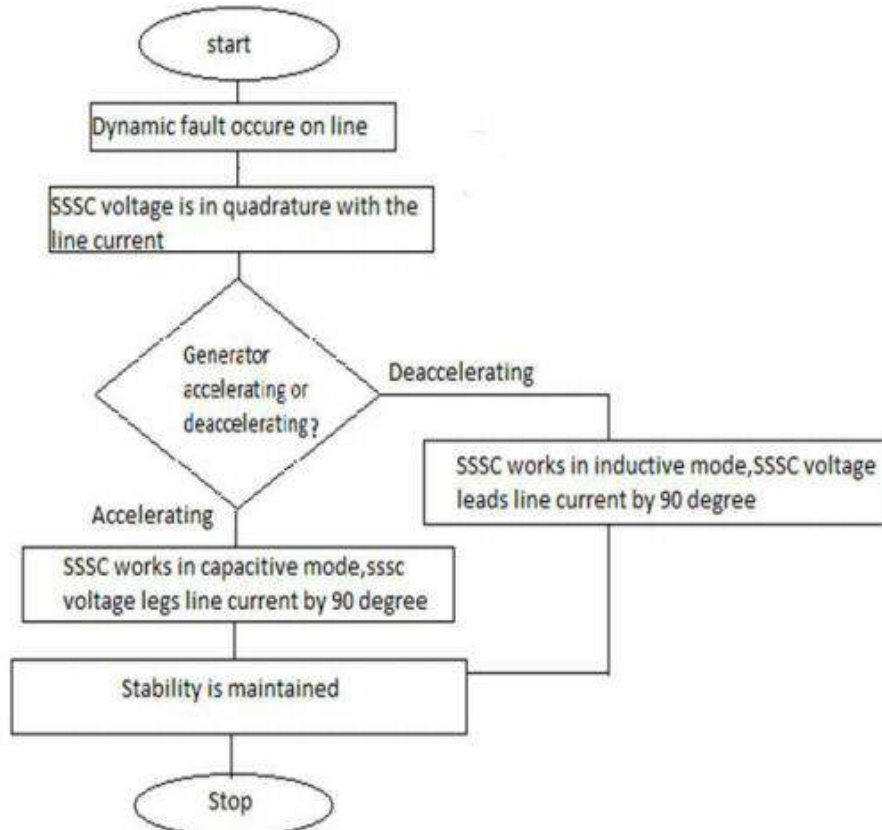 start
Dynamic fault occure on line
SSSC voltage is in quadrature with the
line current
Generator
accelerating or
deaccelerating?
Deaccelerating
SSSC works in inductive mode,SSSC voltage
leads line current by 90 degree
Accelerating
SSSC works in capacitive mode,sssc
voltage legs line current by 90 degree
Stability is maintained
Stop